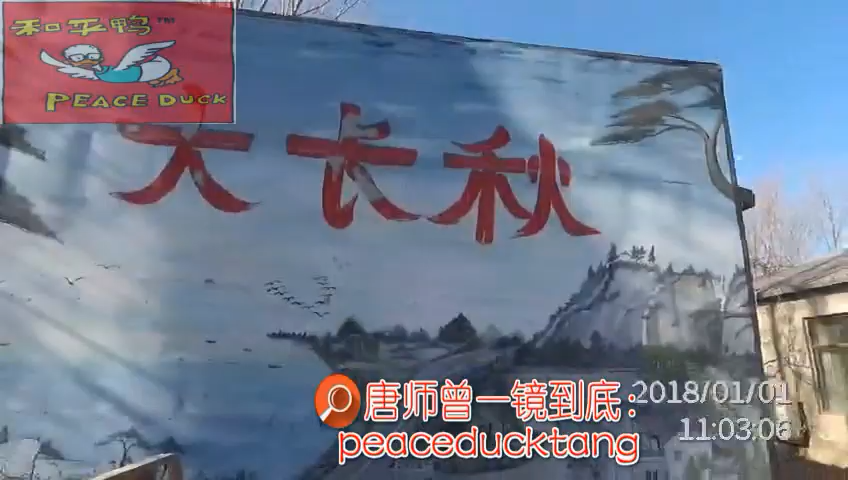 和平鸭™
PEACE DUCK
大长秋
唐师曾一镜到底:
peaceducktang
2018/01/01
11:03:06